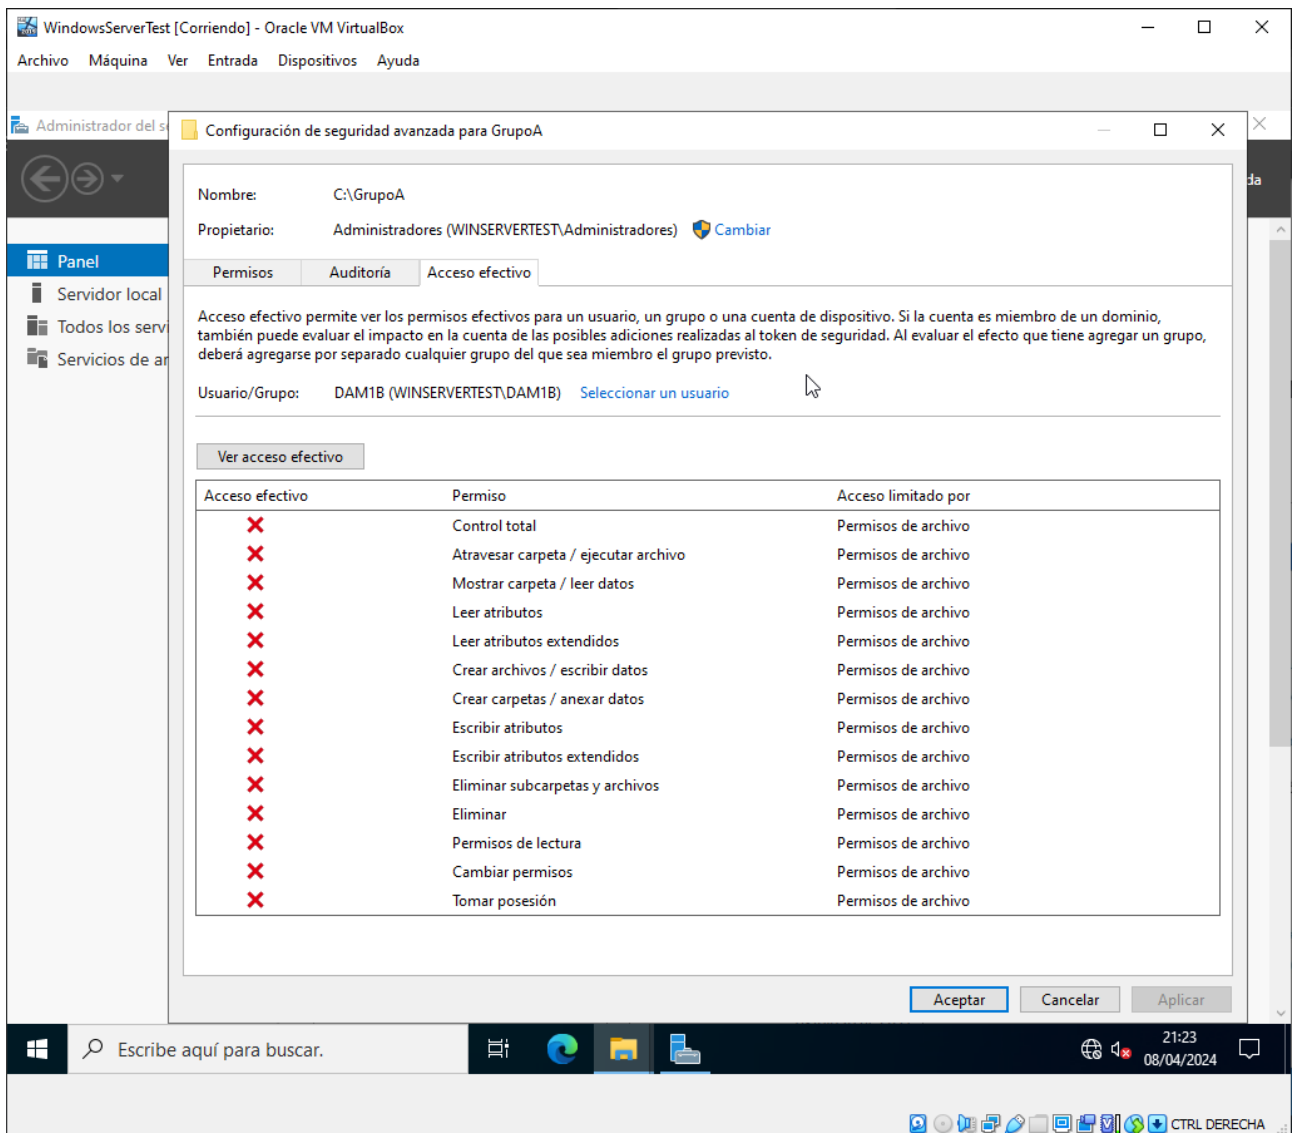 WindowsServerTest [Corriendo] - Oracle VM VirtualBox
Archivo Máquina Ver Entrada Dispositivos Ayuda
Administrador del
Configuración de seguridad avanzada para GrupoA
Nombre: C:\GrupoA
Propietario: Administradores (WINSERVERTEST\Administradores) Cambiar
da
Panel
Servidor local
Todos los servi
Servicios de ar
Permisos Auditoría Acceso efectivo
Acceso efectivo permite ver los permisos efectivos para un usuario, un grupo o una cuenta de dispositivo. Si la cuenta es miembro de un dominio,
también puede evaluar el impacto en la cuenta de las posibles adiciones realizadas al token de seguridad. Al evaluar el efecto que tiene agregar un grupo,
deberá agregarse por separado cualquier grupo del que sea miembro el grupo previsto.
Usuario/Grupo: DAM1B (WINSERVERTEST\DAM1B) Seleccionar un usuario
Ver acceso efectivo
Acceso efectivo Permiso Acceso limitado por
Control total Permisos de archivo
Atravesar carpeta / ejecutar archivo Permisos de archivo
Mostrar carpeta / leer datos Permisos de archivo
Leer atributos Permisos de archivo
Leer atributos extendidos Permisos de archivo
Crear archivos / escribir datos Permisos de archivo
Crear carpetas / anexar datos Permisos de archivo
Escribir atributos Permisos de archivo
Escribir atributos extendidos Permisos de archivo
Eliminar subcarpetas y archivos Permisos de archivo
Eliminar Permisos de archivo
Permisos de lectura Permisos de archivo
Cambiar permisos Permisos de archivo
Tomar posesión Permisos de archivo
Aceptar Cancelar Aplicar
Escribe aquí para buscar.
21:23
08/04/2024
CTRL DERECHA